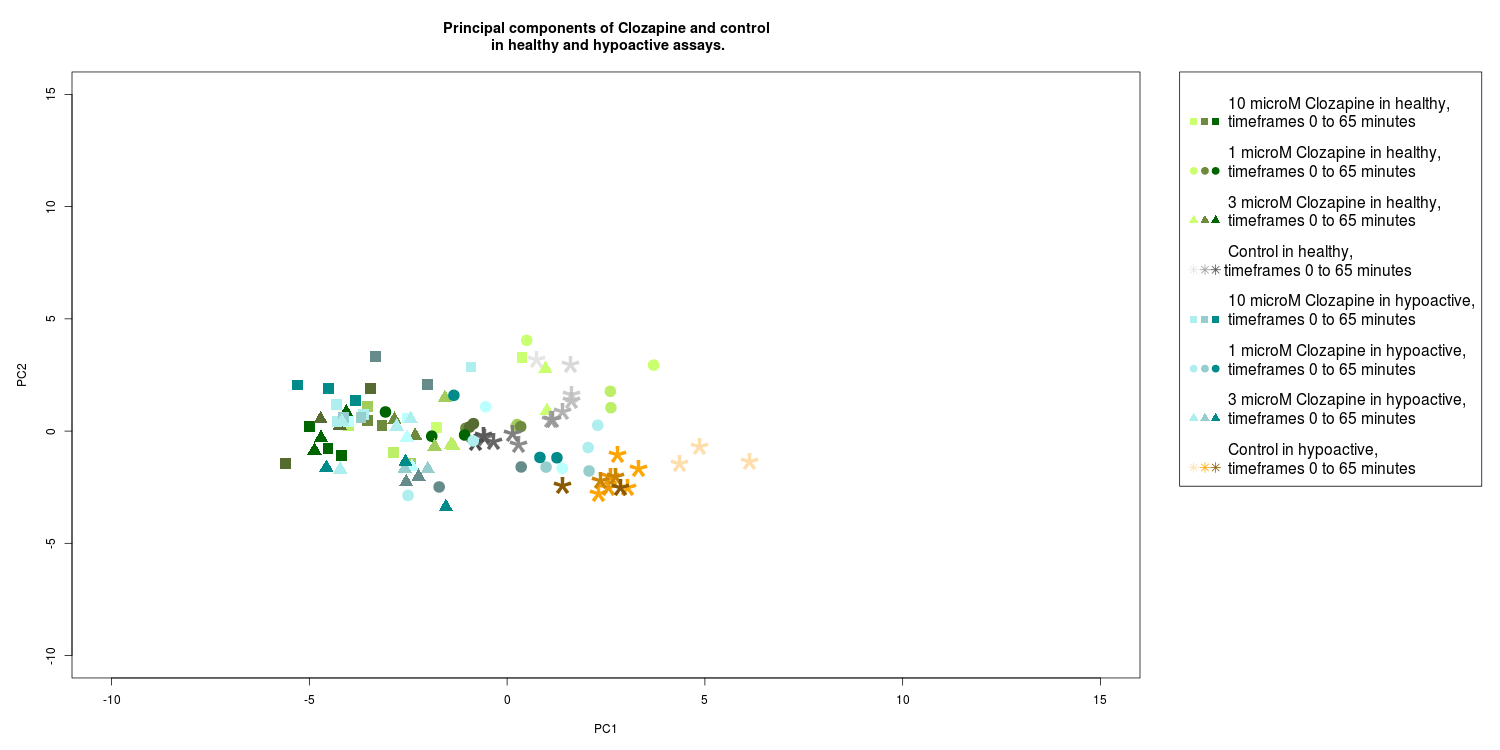 Principal components of Clozapine and control
in healthy and hypoactive assays.
15
10
5
0
-5
-10
PC2
-10
-5
0
5
10
15
PC1
10 microM Clozapine in healthy,
timeframes 0 to 65 minutes
1 microM Clozapine in healthy,
timeframes 0 to 65 minutes
3 microM Clozapine in healthy,
timeframes 0 to 65 minutes
Control in healthy,
timeframes 0 to 65 minutes
10 microM Clozapine in hypoactive,
timeframes 0 to 65 minutes
1 microM Clozapine in hypoactive,
timeframes 0 to 65 minutes
3 microM Clozapine in hypoactive,
timeframes 0 to 65 minutes
Control in hypoactive,
timeframes 0 to 65 minutes